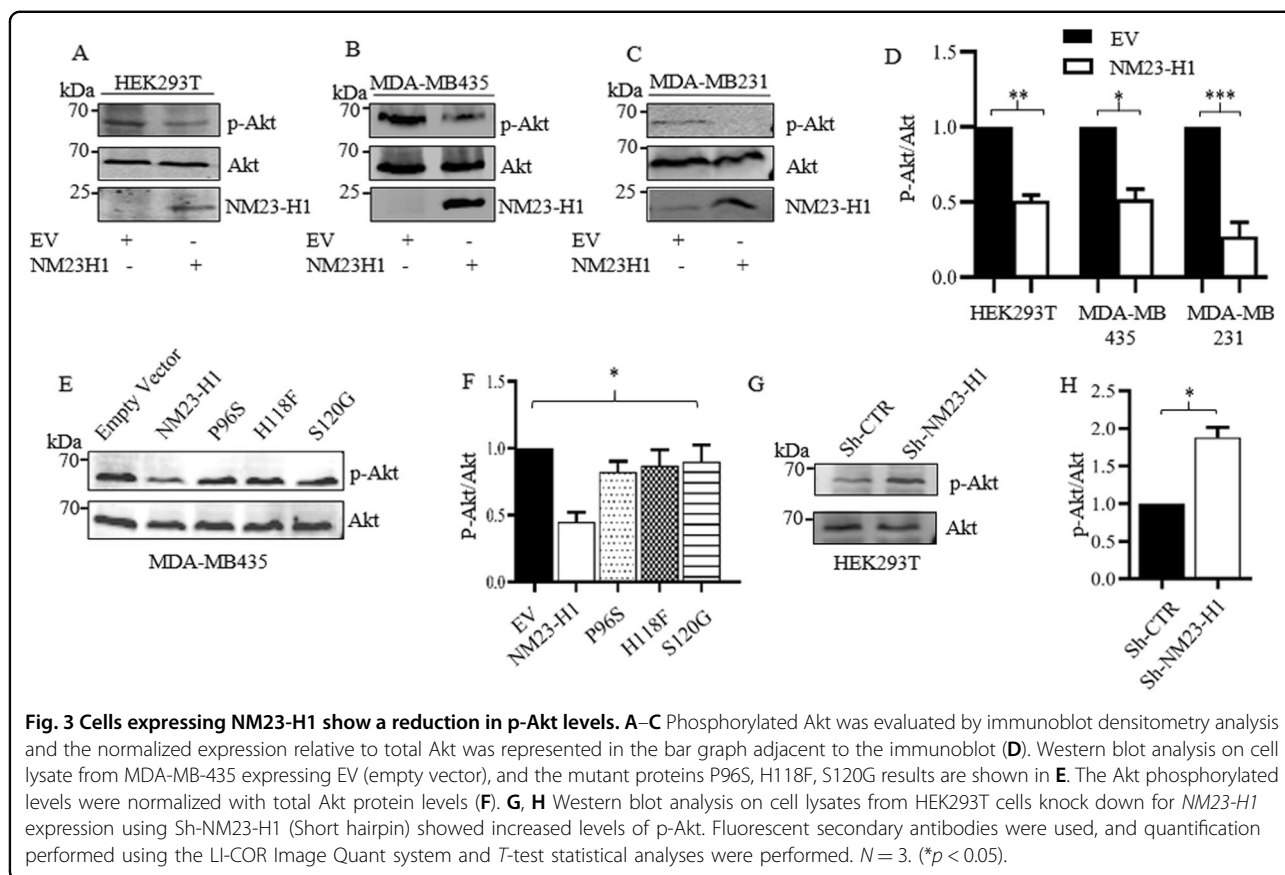 A
HEK293T
kDa
70
p-Akt
70
Akt
25
NM23-H1
EV + -
NM23H1 - +
B
MDA-MB435
kDa
70
p-Akt
70
Akt
25
NM23-H1
EV + -
NM23H1 - +
C
MDA-MB231
kDa
70
p-Akt
70
Akt
25
NM23-H1
EV + -
NM23H1 - +
D
EV
NM23-H1
P-Akt/Akt
1.5
1.0
0.5
0.0
** * ***
HEK293T MDA-MB MDA-MB
435 231
E
Empty Vector NM23-H1 P96S H118F S120G
kDa
70
p-Akt
70
Akt
MDA-MB435
F
P-Akt/Akt
1.5
1.0
0.5
0.0
*
EV NM23-H1 P96S H118F S120G
G
Sh-CTR Sh-NM23-H1
kDa
70
p-Akt
70
Akt
HEK293T
H
p-Akt/Akt
2.5
2.0
1.5
1.0
0.5
0.0
*
Sh-CTR Sh-NM23-H1
Fig. 3 Cells expressing NM23-H1 show a reduction in p-Akt levels. A–C Phosphorylated Akt was evaluated by immunoblot densitometry analysis
and the normalized expression relative to total Akt was represented in the bar graph adjacent to the immunoblot (D). Western blot analysis on cell
lysate from MDA-MB-435 expressing EV (empty vector), and the mutant proteins P96S, H118F, S120G results are shown in E. The Akt phosphorylated
levels were normalized with total Akt protein levels (F). G, H Western blot analysis on cell lysates from HEK293T cells knock down for NM23-H1
expression using Sh-NM23-H1 (Short hairpin) showed increased levels of p-Akt. Fluorescent secondary antibodies were used, and quantification
performed using the LI-COR Image Quant system and T-test statistical analyses were performed. N = 3. (*p < 0.05).